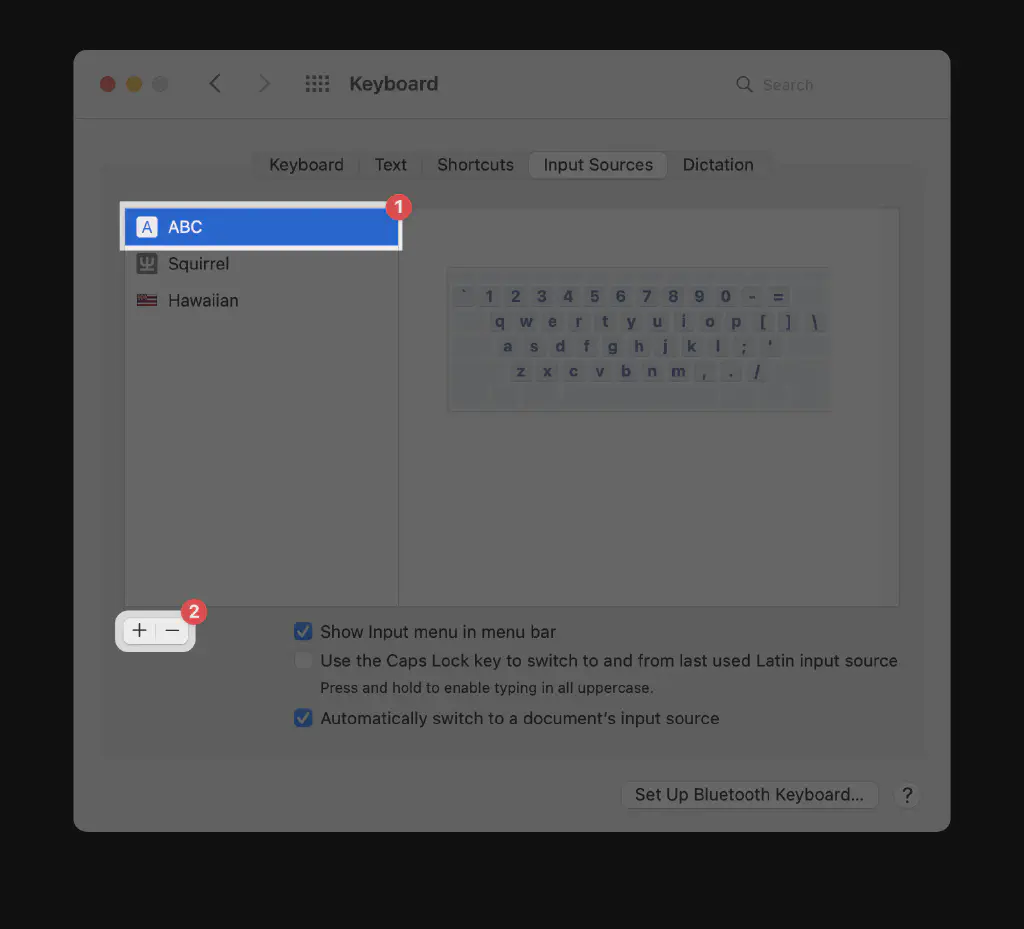 Keyboard
Search
Keyboard Text Shortcuts Input Sources Dictation
1
A ABC
Squirrel
Hawaiian
` 1 2 3 4 5 6 7 8 9 0 - =
q w e r t y u i o p [ ] \
a s d f g h j k l ; '
z x c v b n m , . /
2
+ −
Show Input menu in menu bar
Use the Caps Lock key to switch to and from last used Latin input source
Press and hold to enable typing in all uppercase.
Automatically switch to a document’s input source
Set Up Bluetooth Keyboard... ?